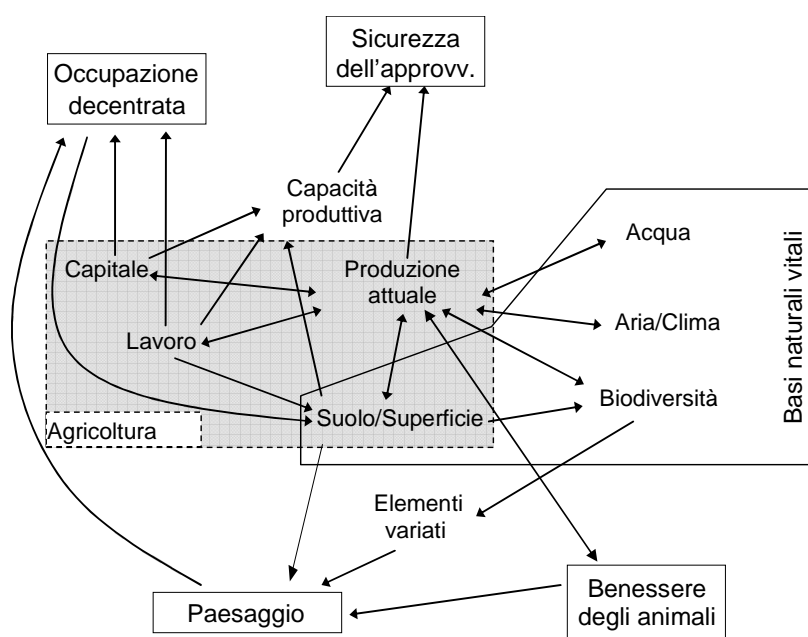 Sicurezza
dell'approvv.
Occupazione
decentrata
Capacità
produttiva
Acqua
Capitale
Produzione
attuale
Aria/Clima
Lavoro
Basi naturali vitali
Biodiversità
Suolo/Superficie
Agricoltura
Elementi
variati
Benessere
degli animali
Paesaggio